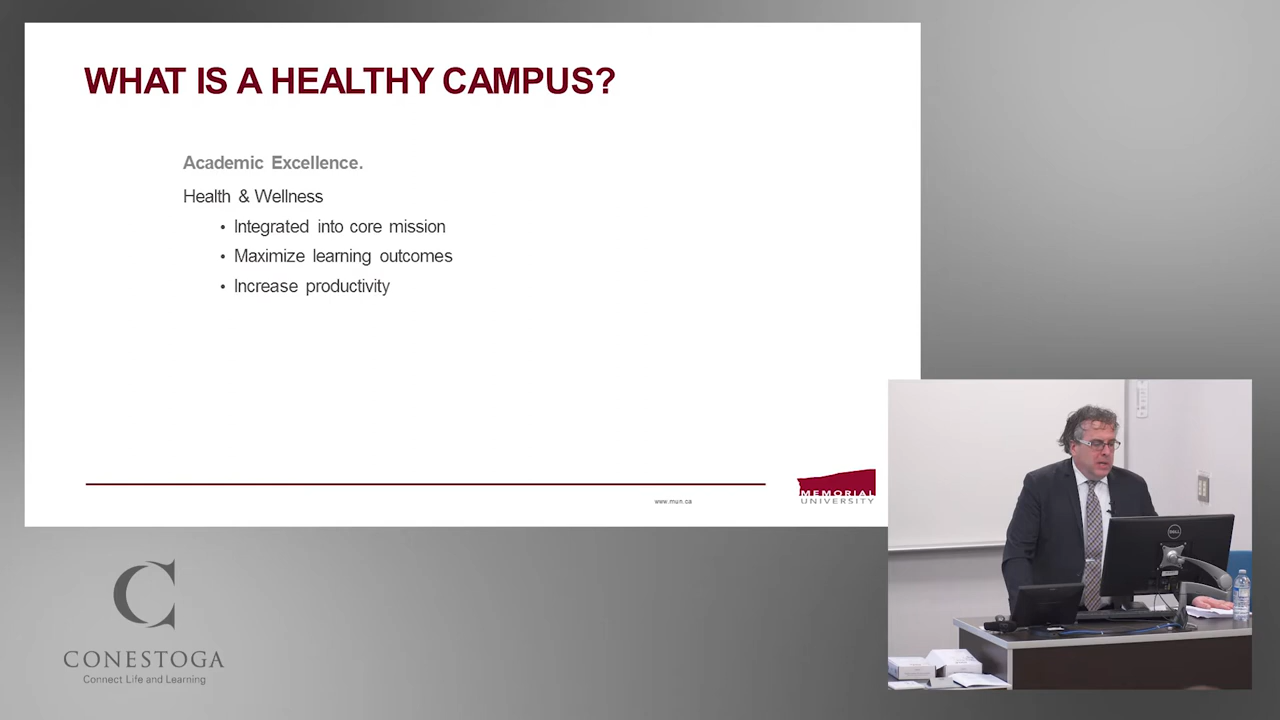 WHAT IS A HEALTHY CAMPUS?
Academic Excellence.
Health & Wellness
• Integrated into core mission
• Maximize learning outcomes
• Increase productivity
www.mun.ca
MEMORIAL
UNIVERSITY
DELL
C
CONESTOGA
Connect Life and Learning